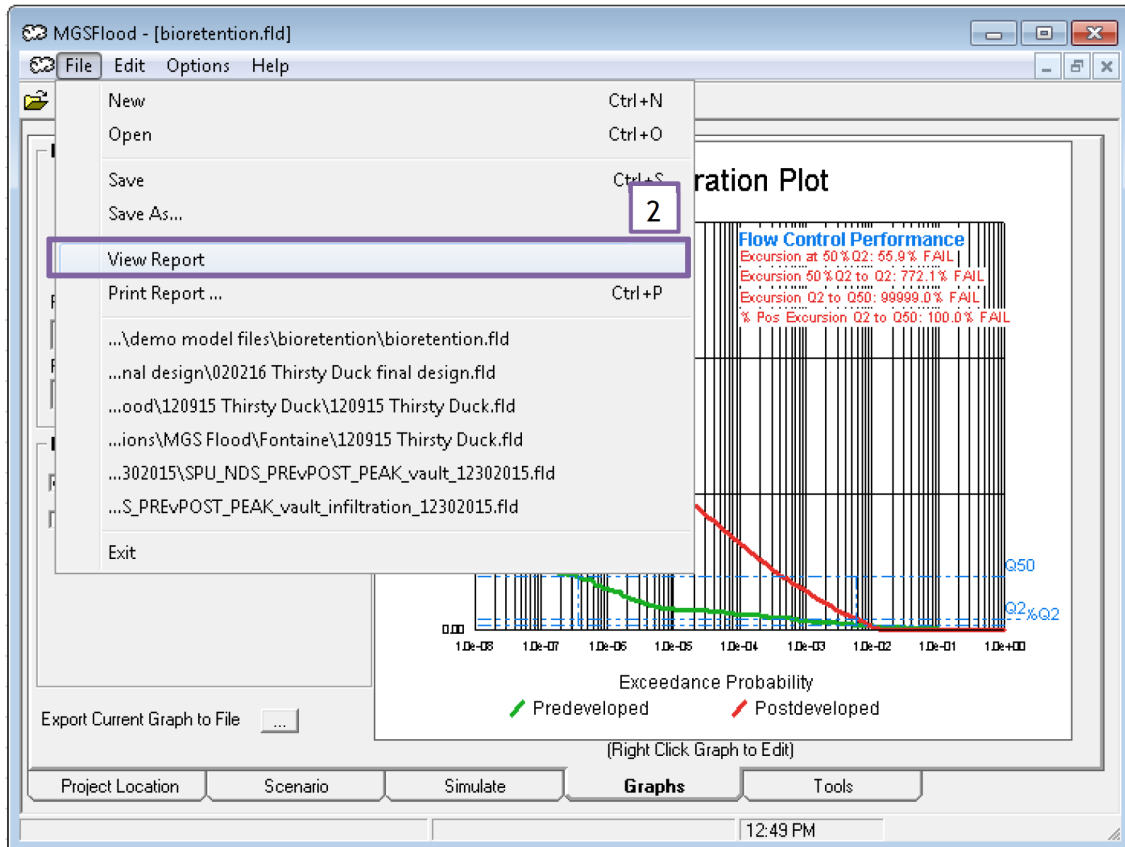 MGSFlood - [bioretention.fld]
File Edit Options Help
New Ctrl+N
Open Ctrl+O
Save Ctrl+S
Save As...
2
View Report
Print Report ... Ctrl+P
...\demo model files\bioretention\bioretention.fld
...nal design\020216 Thirsty Duck final design.fld
...ood\120915 Thirsty Duck\120915 Thirsty Duck.fld
...ions\MGS Flood\Fontaine\120915 Thirsty Duck.fld
...302015\SPU_NDS_PREvPOST_PEAK_vault_12302015.fld
...S_PREvPOST_PEAK_vault_infiltration_12302015.fld
Exit
ration Plot
Flow Control Performance
Excursion at 50%Q2: 55.9% FAIL
Excursion 50%Q2 to Q2: 772.1% FAIL
Excursion Q2 to Q50: 99999.0% FAIL
% Pos Excursion Q2 to Q50: 100.0% FAIL
Q50
Q2
%Q2
0.00
1.0e-08 1.0e-07 1.0e-06 1.0e-05 1.0e-04 1.0e-03 1.0e-02 1.0e-01 1.0e+00
Exceedance Probability
Predeveloped Postdeveloped
(Right Click Graph to Edit)
Export Current Graph to File ...
Project Location Scenario Simulate Graphs Tools
12:49 PM